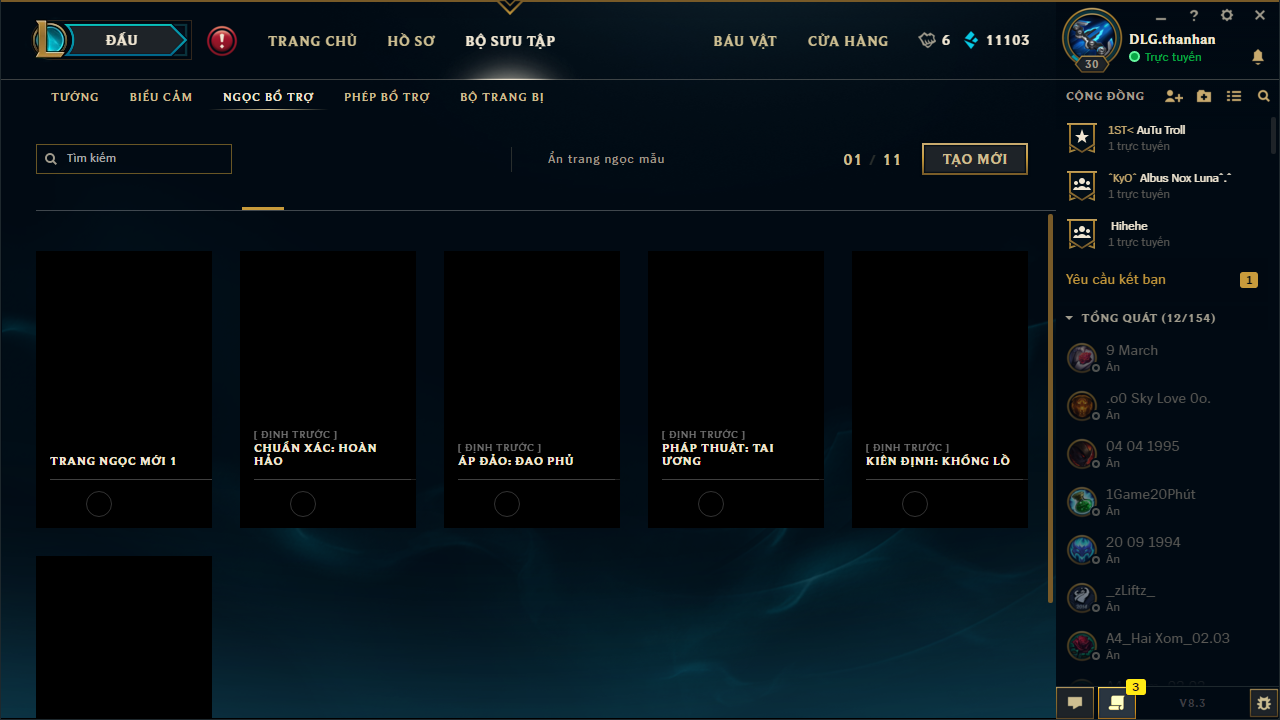 ĐẤU
TRANG CHỦ
HỒ SƠ
BỘ SƯU TẬP
BÁU VẬT
CỬA HÀNG
6
11103
30
DLG.thanhan
Trực tuyến
TƯỚNG
BIỂU CẢM
NGỌC BỔ TRỢ
PHÉP BỔ TRỢ
BỘ TRANG BỊ
CỘNG ĐỒNG
Tìm kiếm
Ẩn trang ngọc mẫu
01 / 11
TẠO MỚI
TRANG NGỌC MỚI 1
[ ĐỊNH TRƯỚC ]
CHUẨN XÁC: HOÀN
HẢO
[ ĐỊNH TRƯỚC ]
ÁP ĐẢO: ĐAO PHỦ
[ ĐỊNH TRƯỚC ]
PHÁP THUẬT: TAI
ƯƠNG
[ ĐỊNH TRƯỚC ]
KIÊN ĐỊNH: KHỔNG LỒ
1ST< AuTu Troll
1 trực tuyến
ˆKyOˆ Albus Nox Lunaˆ.ˆ
1 trực tuyến
Hihehe
1 trực tuyến
Yêu cầu kết bạn
1
TỔNG QUÁT (12/154)
9 March
Ẩn
.o0 Sky Love 0o.
Ẩn
04 04 1995
Ẩn
1Game20Phút
Ẩn
20 09 1994
Ẩn
_zLiftz_
Ẩn
A4_Hai Xom_02.03
Ẩn
3
V8.3